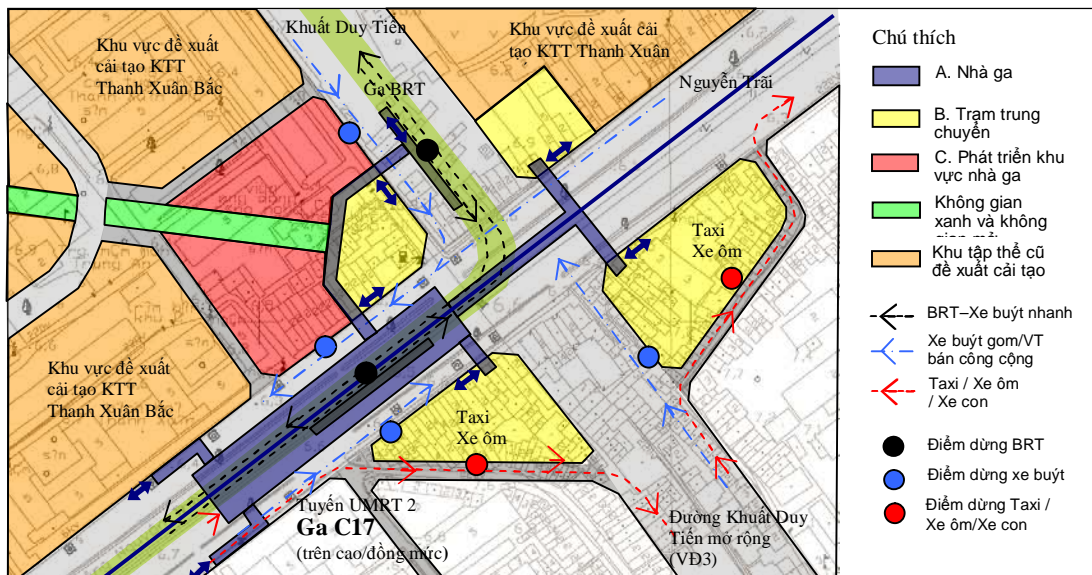 Khuất Duy Tiến
Khu vực đề xuất
cải tạo KTT
Thanh Xuân Bắc
Khu vực đề xuất cải
tạo KTT Thanh Xuân
Nguyễn Trãi
Ga BRT
Taxi
Xe ôm
Khu vực đề xuất
cải tạo KTT
Thanh Xuân Bắc
Taxi
Xe ôm
Tuyến UMRT 2
Ga C17
(trên cao/đồng mức)
Đường Khuất Duy
Tiến mở rộng
(VĐ3)
Chú thích
A. Nhà ga
B. Trạm trung
chuyển
C. Phát triển khu
vực nhà ga
Không gian
xanh và không
gian mở
Khu tập thể cũ
đề xuất cải tạo
BRT–Xe buýt nhanh
Xe buýt gom/VT
bán công cộng
Taxi / Xe ôm
/ Xe con
Điểm dừng BRT
Điểm dừng xe buýt
Điểm dừng Taxi /
Xe ôm/Xe con